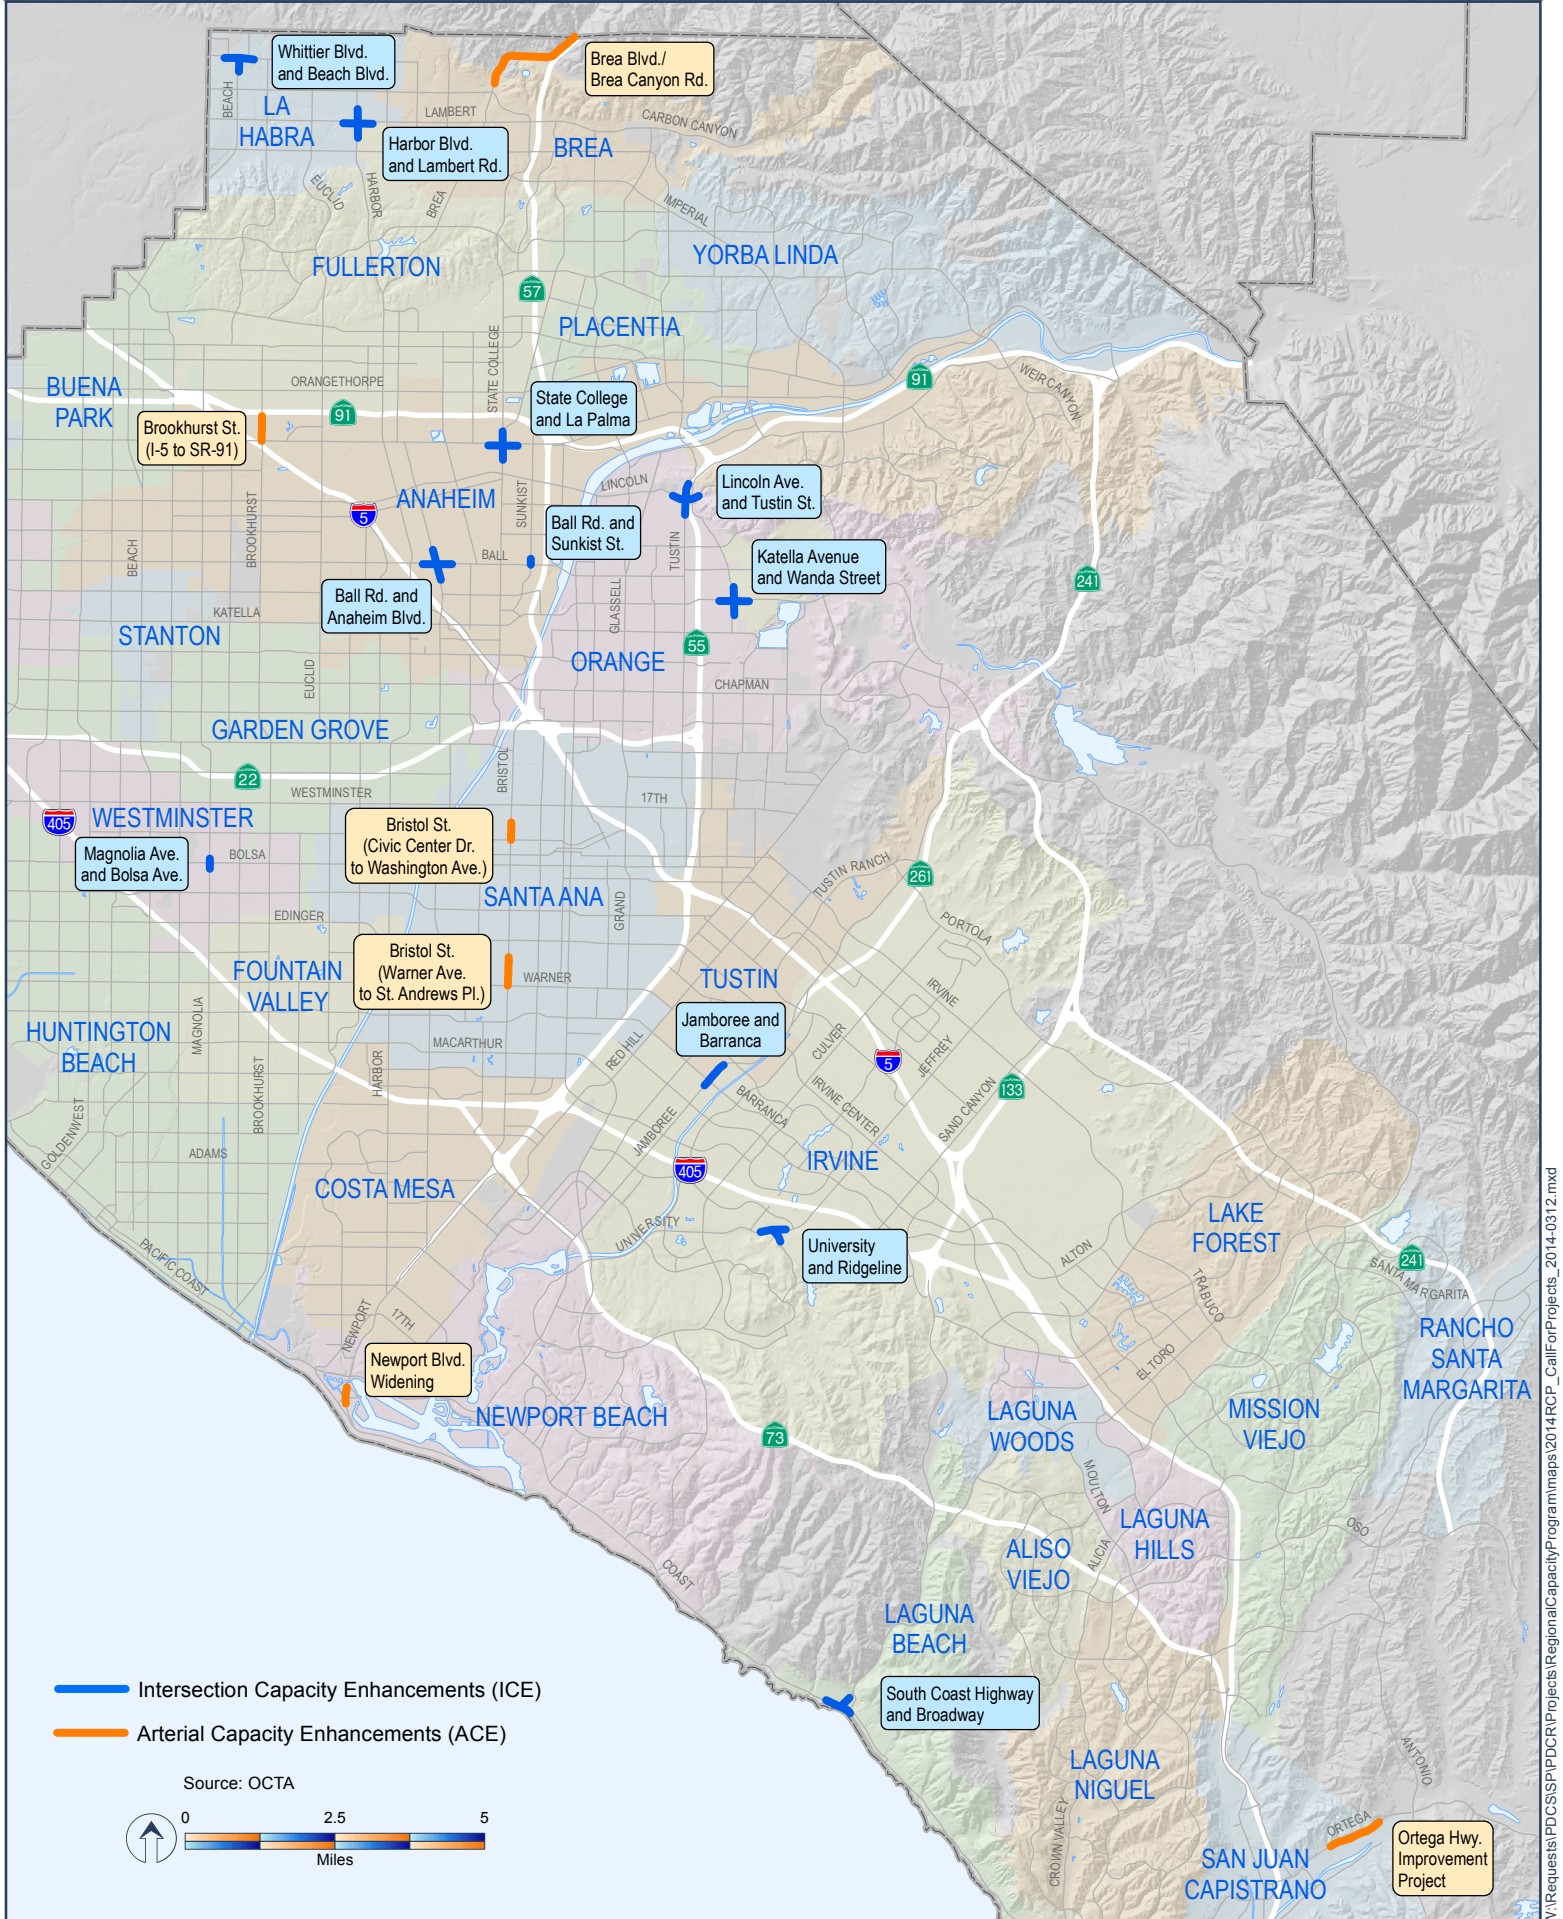 Whittier Blvd.
and Beach Blvd.
Brea Blvd./
Brea Canyon Rd.
BEACH
LA
HABRA
LAMBERT
CARBON CANYON
Harbor Blvd.
and Lambert Rd.
BREA
EUCLID
HARBOR
BREA
IMPERIAL
FULLERTON
YORBA LINDA
57
PLACENTIA
STATE COLLEGE
BUENA
PARK
ORANGETHORPE
91
91
WEIR CANYON
State College
and La Palma
Brookhurst St.
(I-5 to SR-91)
ANAHEIM
LINCOLN
SUNKIST
Lincoln Ave.
and Tustin St.
5
BROOKHURST
BEACH
Ball Rd. and
Sunkist St.
BALL
TUSTIN
Katella Avenue
and Wanda Street
241
Ball Rd. and
Anaheim Blvd.
KATELLA
GLASSELL
STANTON
ORANGE
55
EUCLID
CHAPMAN
GARDEN GROVE
22
WESTMINSTER
BRISTOL
17TH
405
WESTMINSTER
Bristol St.
(Civic Center Dr.
to Washington Ave.)
Magnolia Ave.
and Bolsa Ave.
BOLSA
TUSTIN RANCH
261
SANTA ANA
EDINGER
GRAND
PORTOLA
Bristol St.
(Warner Ave.
to St. Andrews Pl.)
WARNER
FOUNTAIN
VALLEY
TUSTIN
IRVINE
HUNTINGTON
BEACH
MAGNOLIA
Jamboree and
Barranca
MACARTHUR
RED HILL
CULVER
JEFFREY
5
BROOKHURST
HARBOR
133
BARRANCA
IRVINE CENTER
SAND CANYON
GOLDENWEST
JAMBOREE
ADAMS
405
IRVINE
COSTA MESA
LAKE
FOREST
UNIVERSITY
University
and Ridgeline
ALTON
241
SANTA MARGARITA
PACIFIC COAST
TRABUCO
NEWPORT
17TH
RANCHO
SANTA
MARGARITA
Newport Blvd.
Widening
EL TORO
NEWPORT BEACH
73
LAGUNA
WOODS
MISSION
VIEJO
MOULTON
LAGUNA
HILLS
OSO
ALISO
VIEJO
ALICIA
COAST
LAGUNA
BEACH
South Coast Highway
and Broadway
Intersection Capacity Enhancements (ICE)
Arterial Capacity Enhancements (ACE)
LAGUNA
NIGUEL
ANTONIO
CROWN VALLEY
Source: OCTA
0 2.5 5
Miles
ORTEGA
Ortega Hwy.
Improvement
Project
SAN JUAN
CAPISTRANO
V:\Requests\PDCS\SP\PDCR\Projects\RegionalCapacityProgram\maps\2014RCP_CallForProjects_2014-0312.mxd